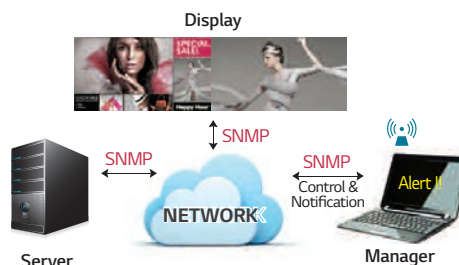 Display
SPECIAL
SALE!
Happy Hour
SNMP
SNMP
SNMP
Control &
Notification
Alert !!
NETWORK
Server
Manager